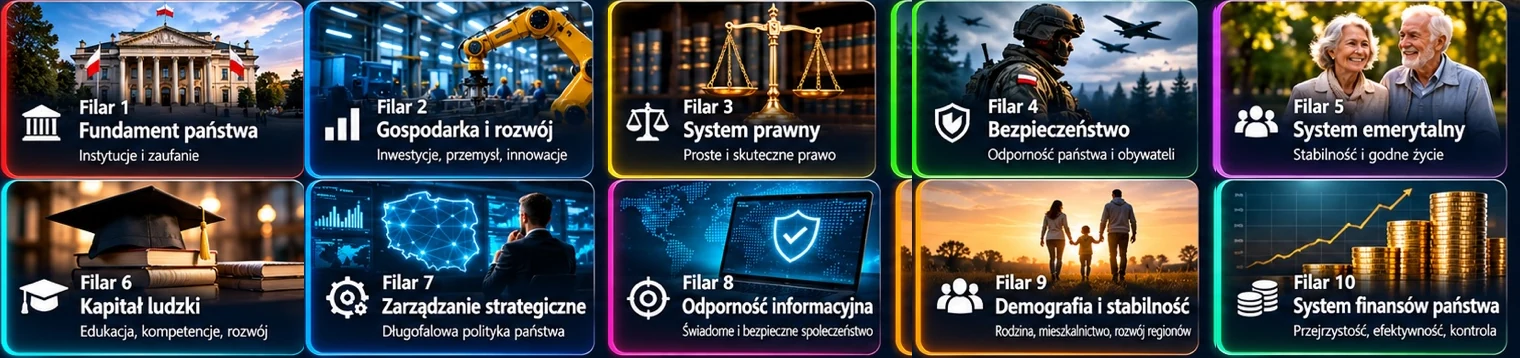 Filar 1
Fundament państwa
Instytucje i zaufanie
Filar 2
Gospodarka i rozwój
Inwestycje, przemysł, innowacje
Filar 3
System prawny
Proste i skuteczne prawo
Filar 4
Bezpieczeństwo
Odporność państwa i obywateli
Filar 5
System emerytalny
Stabilność i godne życie
Filar 6
Kapitał ludzki
Edukacja, kompetencje, rozwój
Filar 7
Zarządzanie strategiczne
Długofalowa polityka państwa
Filar 8
Odporność informacyjna
Świadome i bezpieczne społeczeństwo
Filar 9
Demografia i stabilność
Rodzina, mieszkalnictwo, rozwój regionów
Filar 10
System finansów państwa
Przejrzystość, efektywność, kontrola